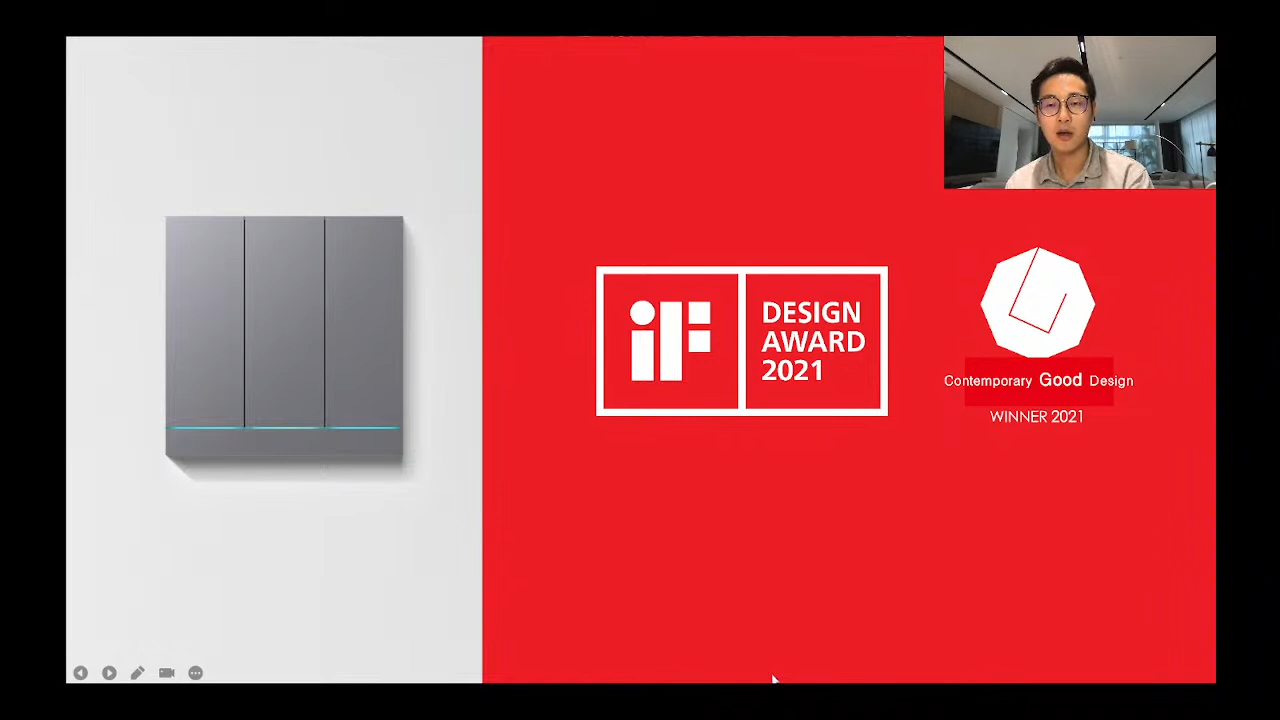 iF
DESIGN
AWARD
2021
Contemporary Good Design
WINNER 2021